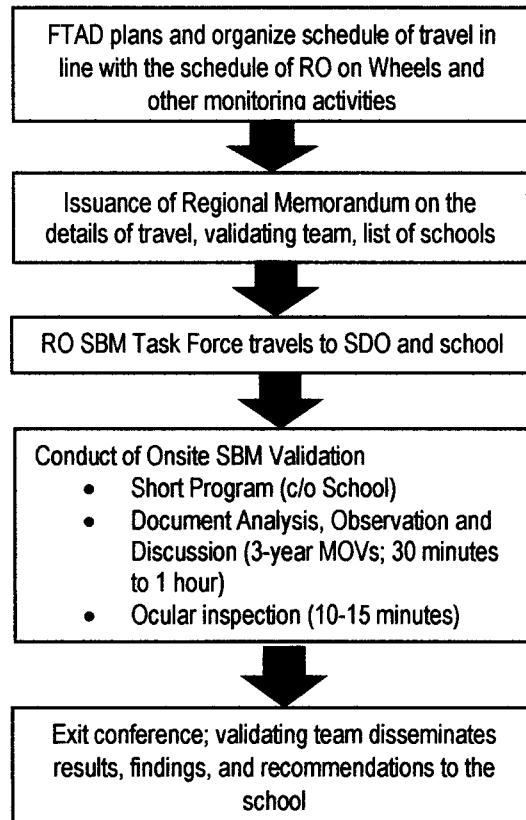 FTAD plans and organize schedule of travel in
line with the schedule of RO on Wheels and
other monitoring activities
Issuance of Regional Memorandum on the
details of travel, validating team, list of schools
RO SBM Task Force travels to SDO and school
Conduct of Onsite SBM Validation
• Short Program (c/o School)
• Document Analysis, Observation and
Discussion (3-year MOVs; 30 minutes
to 1 hour)
• Ocular inspection (10-15 minutes)
Exit conference; validating team disseminates
results, findings, and recommendations to the
school